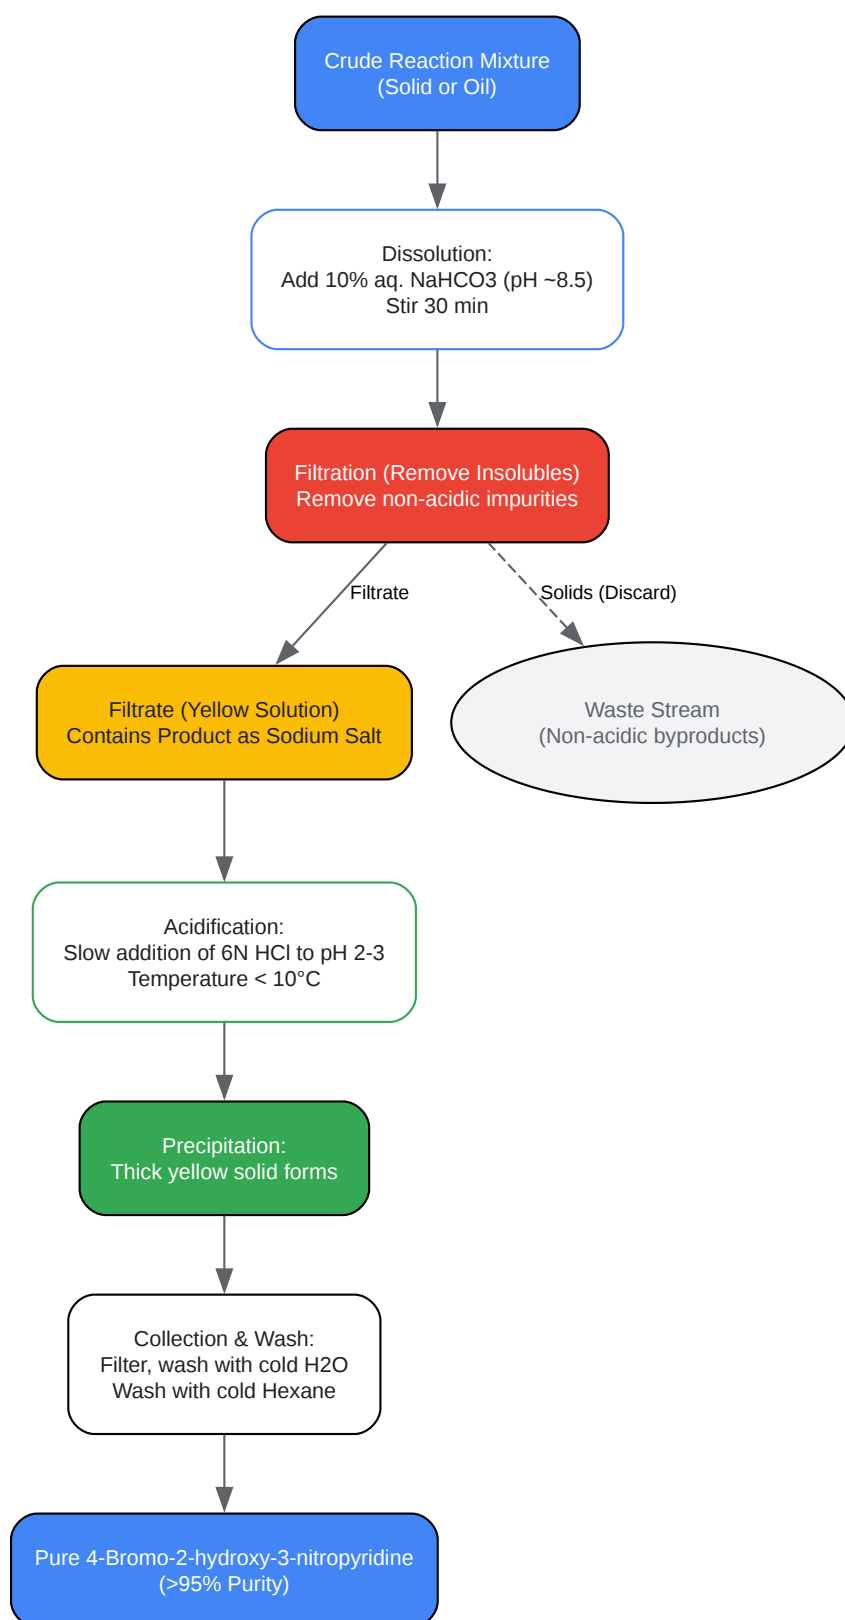 Crude Reaction Mixture
(Solid or Oil)
Dissolution:
Add 10% aq. NaHCO3 (pH ~8.5)
Stir 30 min
Filtration (Remove Insolubles)
Remove non-acidic impurities
Filtrate
Solids (Discard)
Filtrate (Yellow Solution)
Contains Product as Sodium Salt
Waste Stream
(Non-acidic byproducts)
Acidification:
Slow addition of 6N HCl to pH 2-3
Temperature < 10°C
Precipitation:
Thick yellow solid forms
Collection & Wash:
Filter, wash with cold H2O
Wash with cold Hexane
Pure 4-Bromo-2-hydroxy-3-nitropyridine
(>95% Purity)